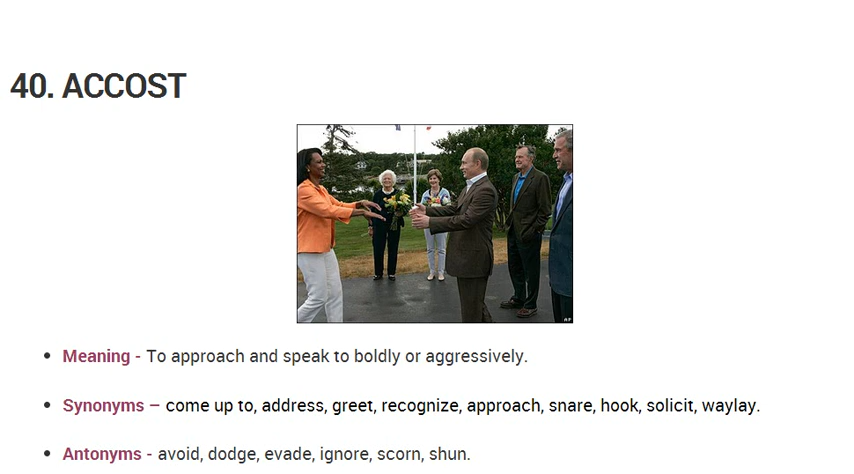 40. ACCOST
AP
Meaning - To approach and speak to boldly or aggressively.
Synonyms – come up to, address, greet, recognize, approach, snare, hook, solicit, waylay.
Antonyms - avoid, dodge, evade, ignore, scorn, shun.